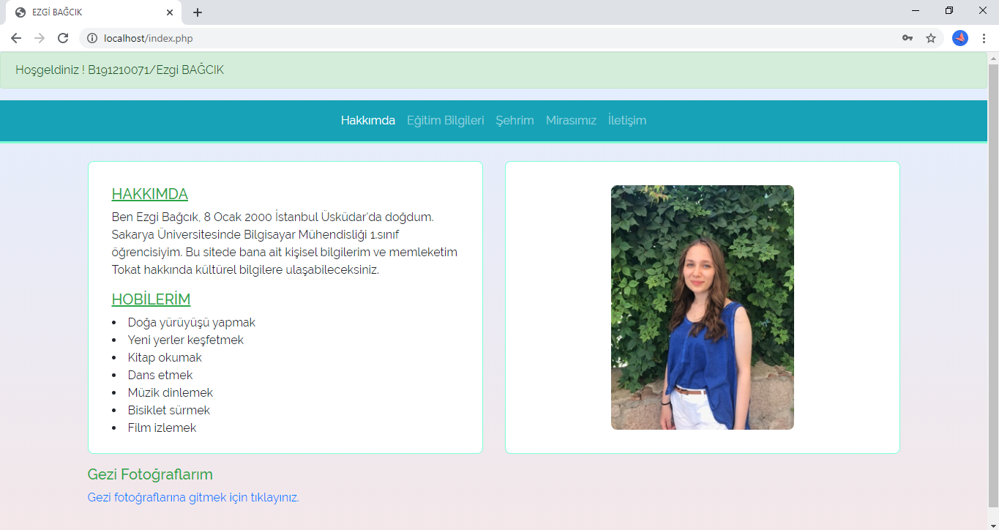 EZGİ BAĞCIK
localhost/index.php
Hoşgeldiniz ! B191210071/Ezgi BAĞCIK
Hakkımda Eğitim Bilgileri Şehrim Mirasımız İletişim
HAKKIMDA
Ben Ezgi Bağcık, 8 Ocak 2000 İstanbul Üsküdar'da doğdum.
Sakarya Üniversitesinde Bilgisayar Mühendisliği 1.sınıf
öğrencisiyim. Bu sitede bana ait kişisel bilgilerim ve memleketim
Tokat hakkında kültürel bilgilere ulaşabileceksiniz.
HOBİLERİM
• Doğa yürüyüşü yapmak
• Yeni yerler keşfetmek
• Kitap okumak
• Dans etmek
• Müzik dinlemek
• Bisiklet sürmek
• Film izlemek
Gezi Fotoğraflarım
Gezi fotoğraflarına gitmek için tıklayınız.